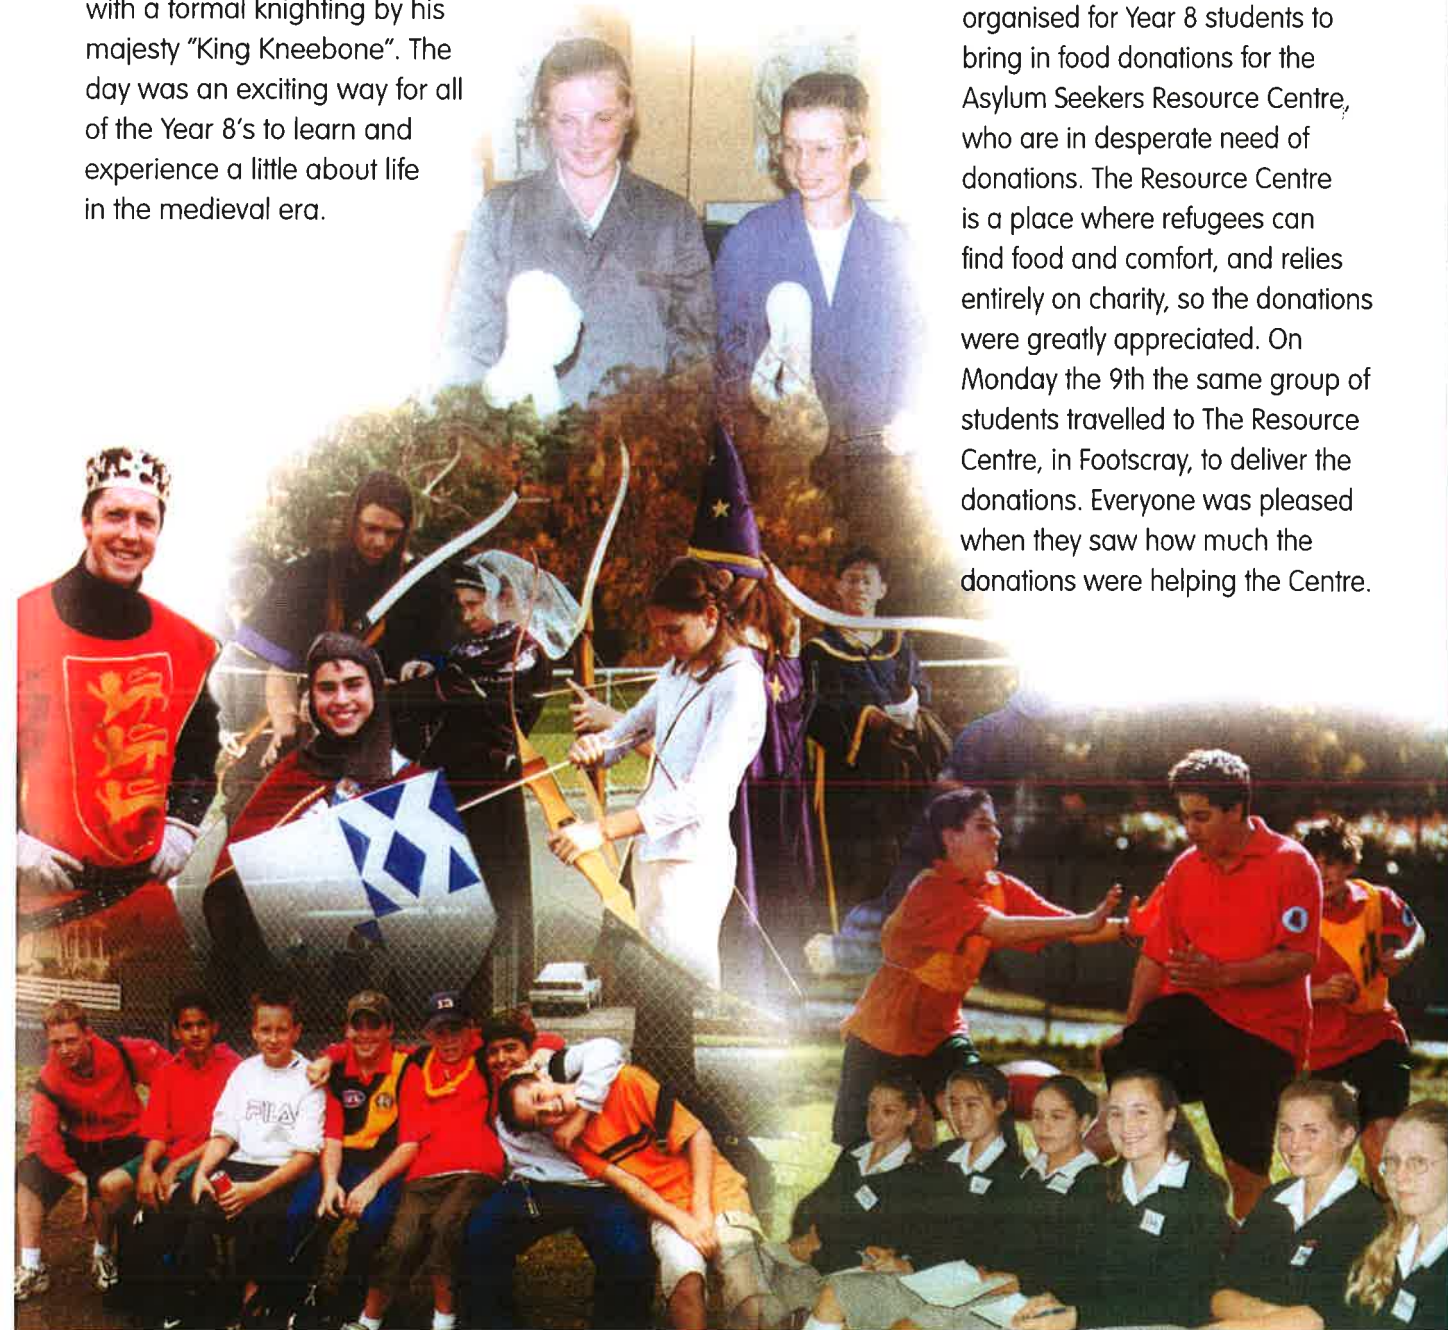 with a formal knighting by his
majesty "King Kneebone". The
day was an exciting way for all
of the Year 8's to learn and
experience a little about life
in the medieval era.
organised for Year 8 students to
bring in food donations for the
Asylum Seekers Resource Centre,
who are in desperate need of
donations. The Resource Centre
is a place where refugees can
find food and comfort, and relies
entirely on charity, so the donations
were greatly appreciated. On
Monday the 9th the same group of
students travelled to The Resource
Centre, in Footscray, to deliver the
donations. Everyone was pleased
when they saw how much the
donations were helping the Centre.
FILA
13